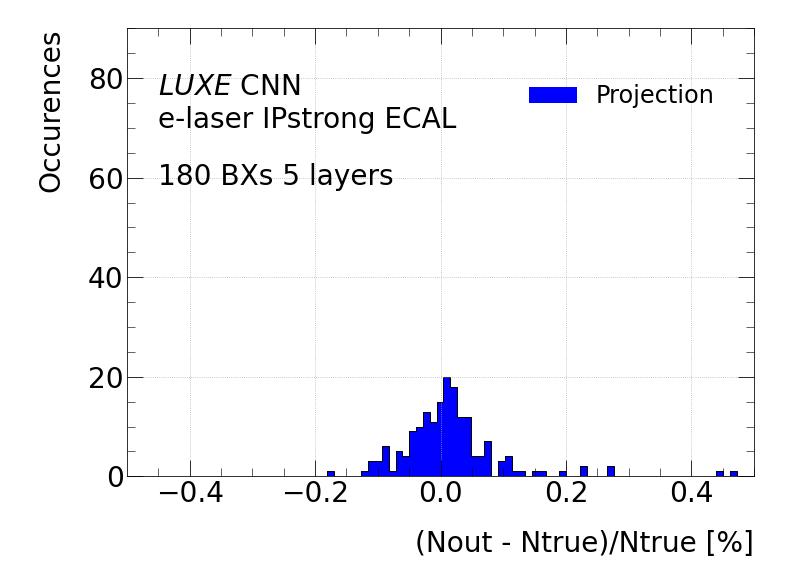 Occurences
80
60
40
20
0
LUXE CNN
e-laser IPstrong ECAL
180 BXs 5 layers
Projection
−0.4 −0.2 0.0 0.2 0.4
(Nout - Ntrue)/Ntrue [%]